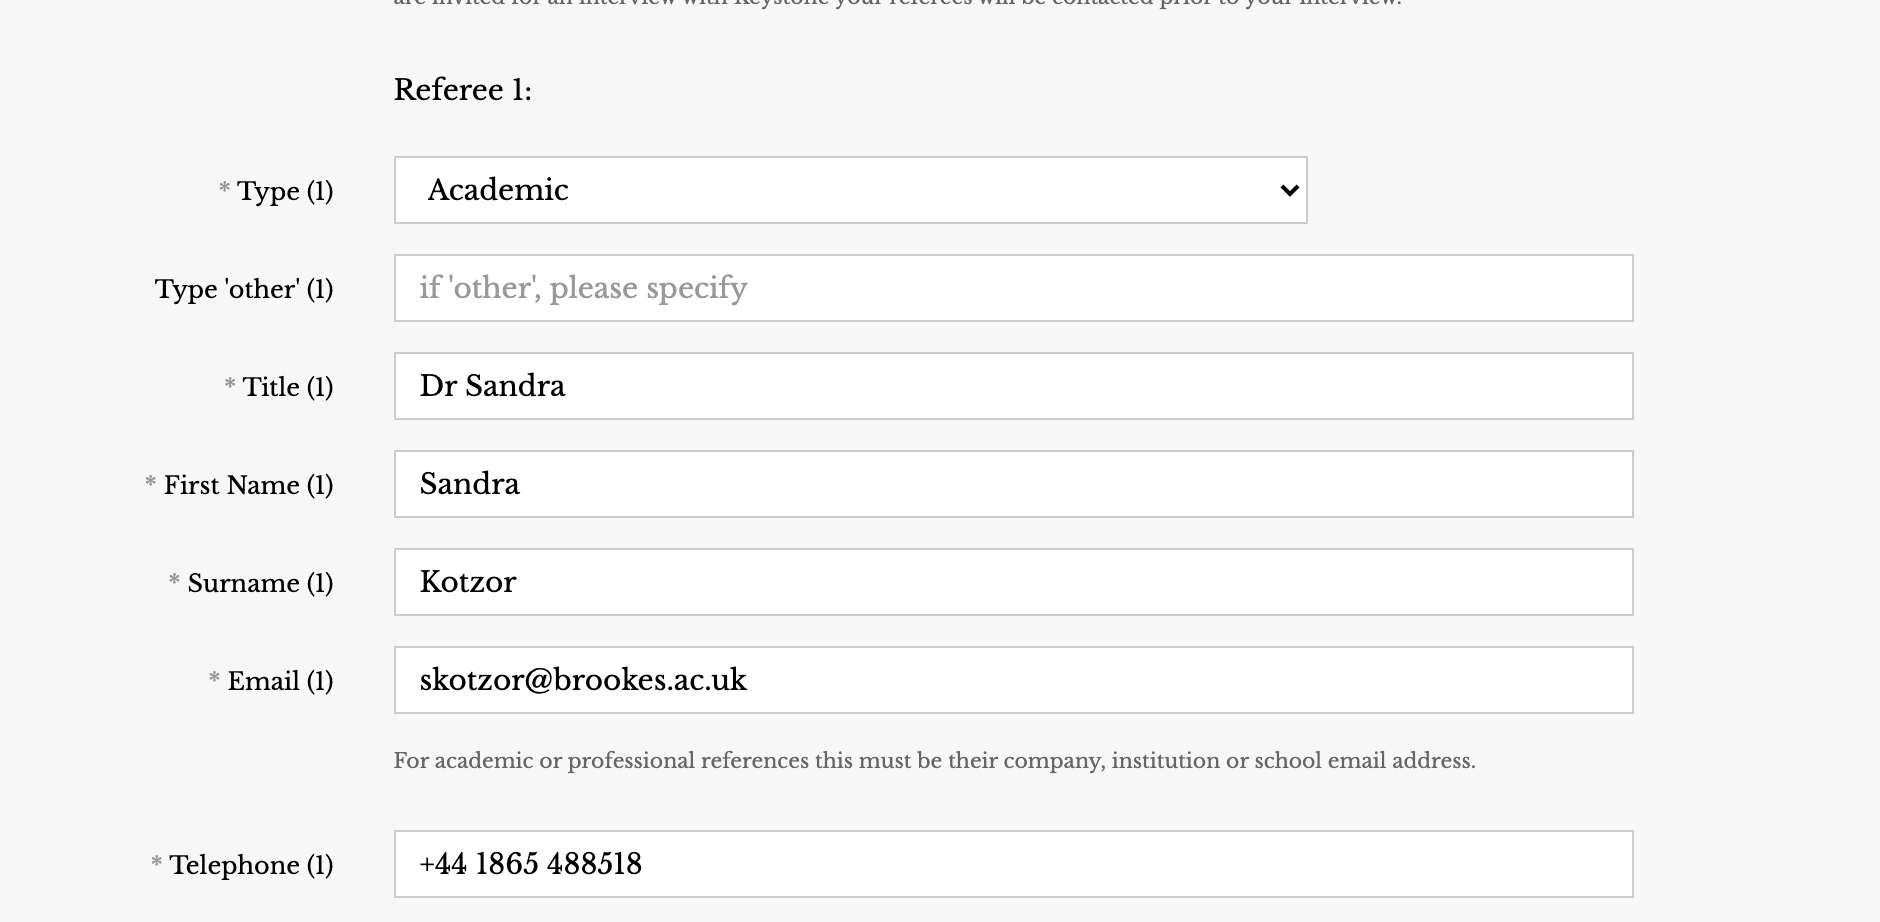 are invited for an interview with Keystone your referees will be contacted prior to your interview.
Referee 1:
* Type (1)
Academic
Type 'other' (1)
if 'other', please specify
* Title (1)
Dr Sandra
* First Name (1)
Sandra
* Surname (1)
Kotzor
* Email (1)
skotzor@brookes.ac.uk
For academic or professional references this must be their company, institution or school email address.
* Telephone (1)
+44 1865 488518